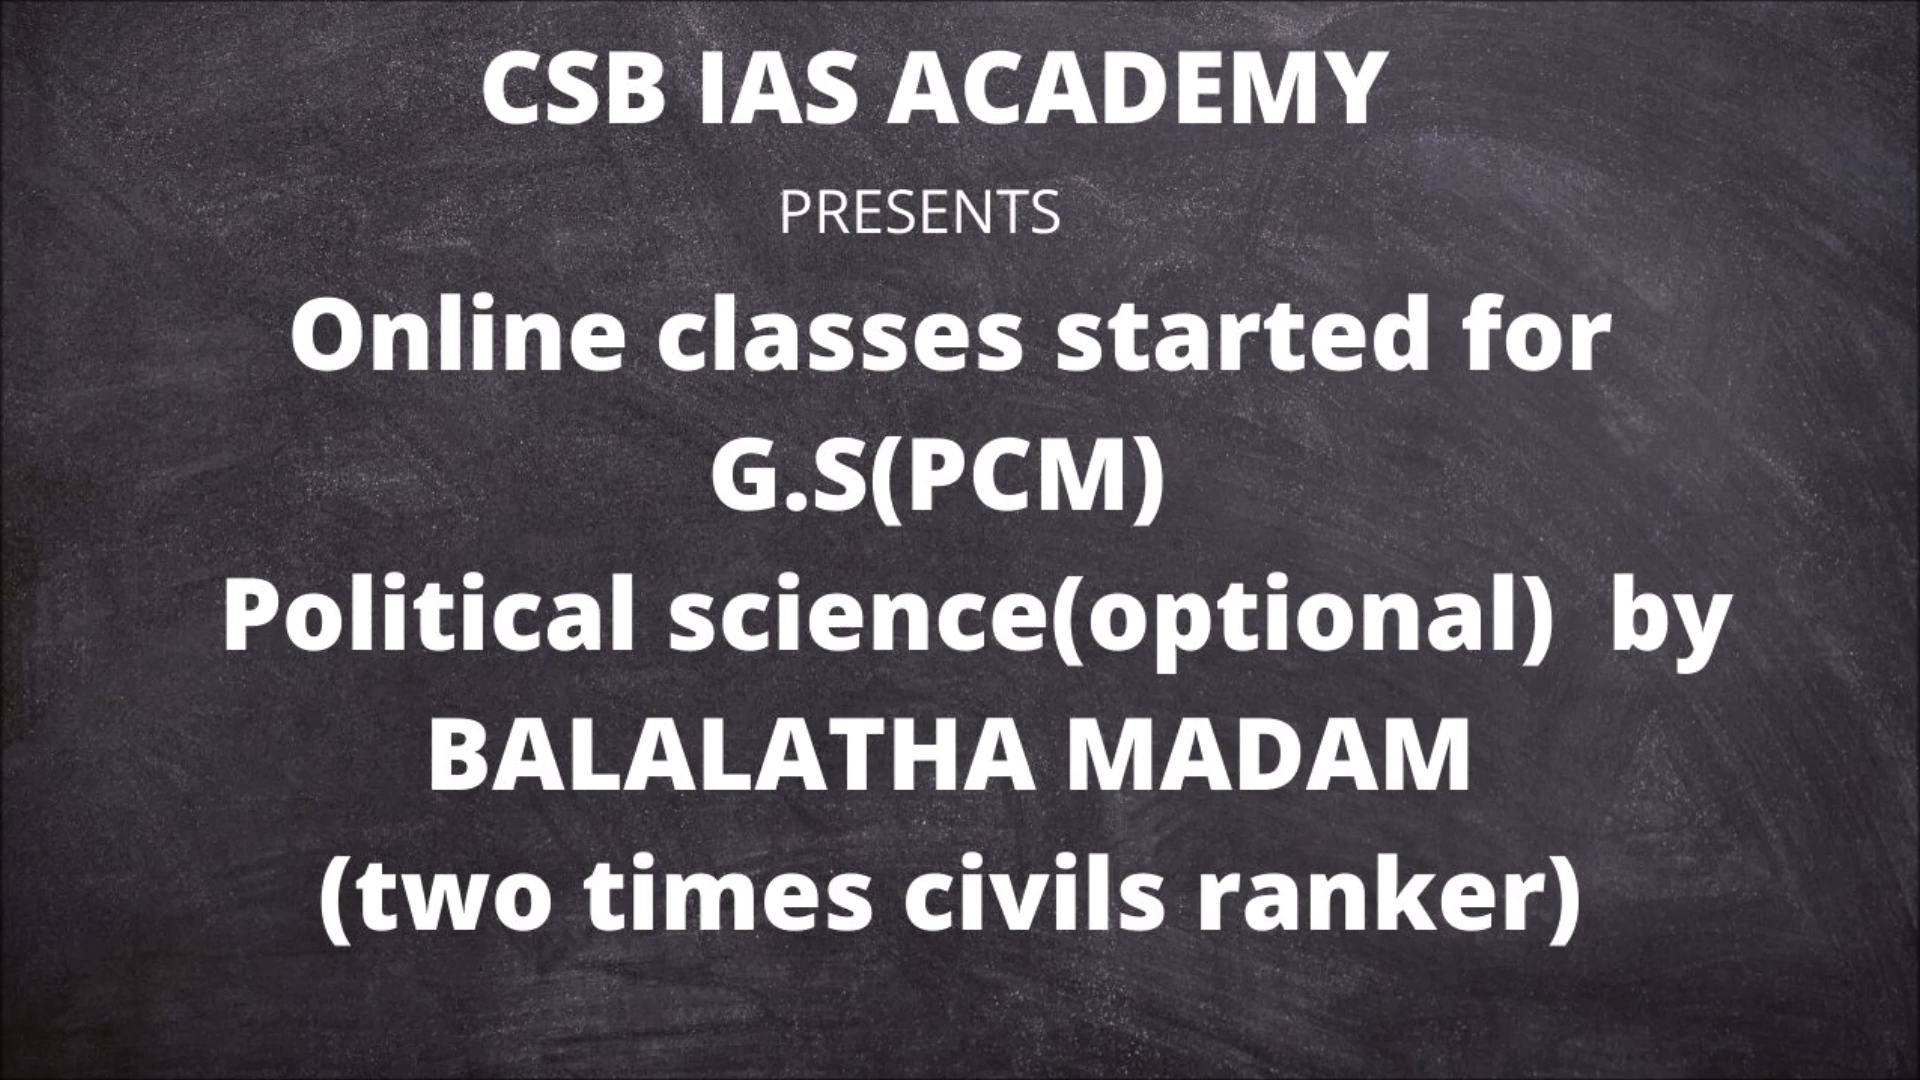 CSB IAS ACADEMY
PRESENTS
Online classes started for
G.S(PCM)
Political science(optional)  by
BALALATHA MADAM
(two times civils ranker)